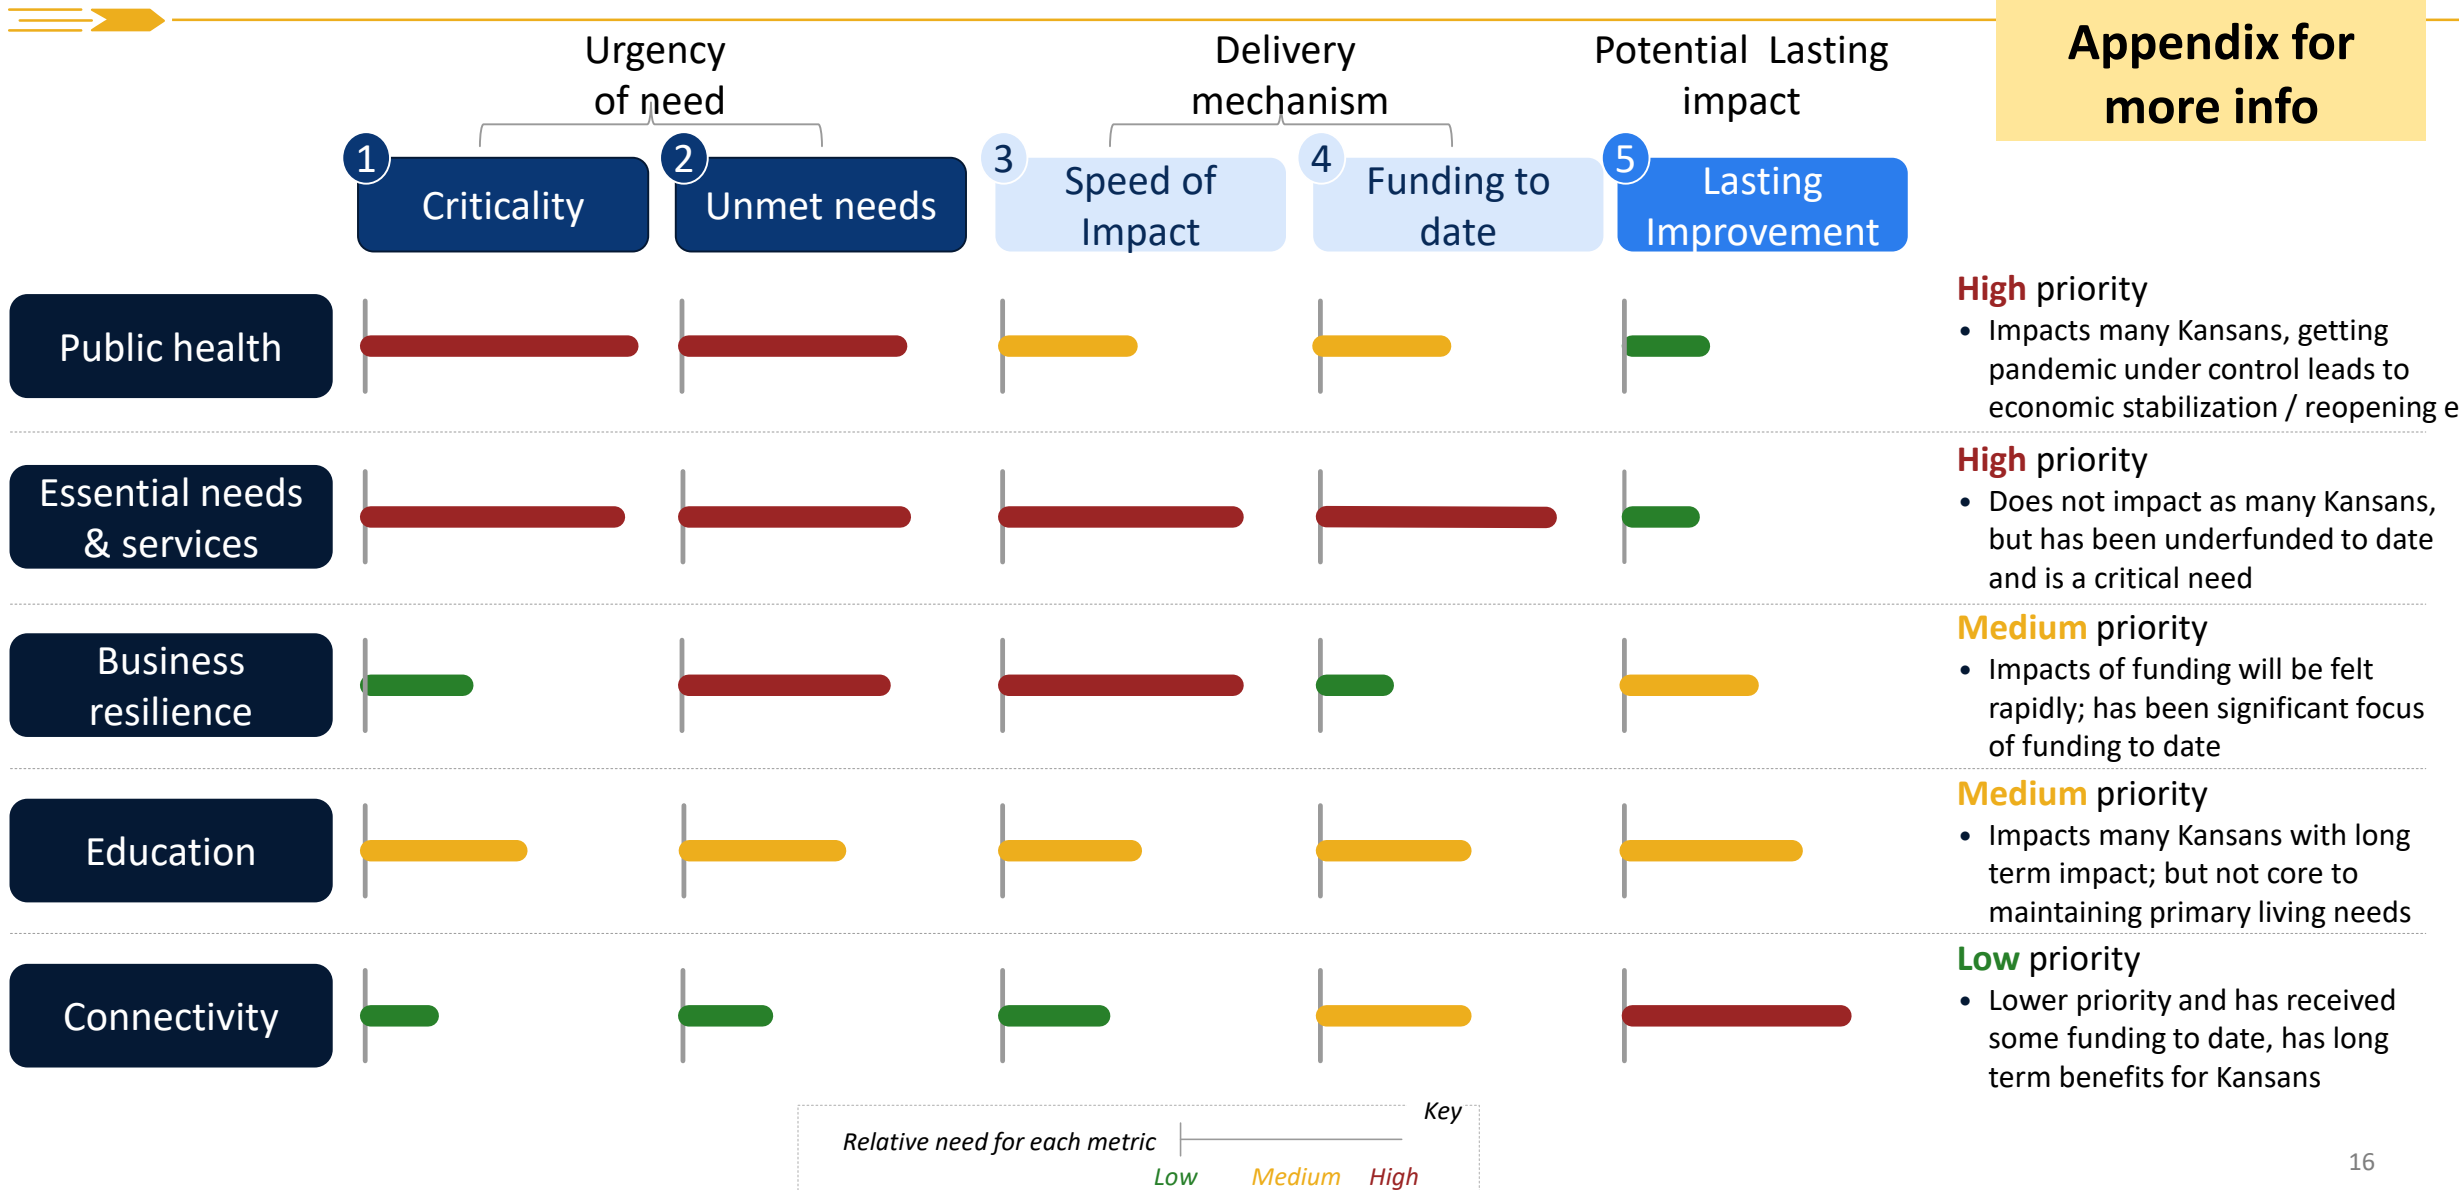 Urgency
of need
Delivery
mechanism
Potential Lasting
impact
Appendix for
more info
1
Criticality
2
Unmet needs
3
Speed of
Impact
4
Funding to
date
5
Lasting
Improvement
Public health
High priority
• Impacts many Kansans, getting
pandemic under control leads to
economic stabilization / reopening e
Essential needs
& services
High priority
• Does not impact as many Kansans,
but has been underfunded to date
and is a critical need
Business
resilience
Medium priority
• Impacts of funding will be felt
rapidly; has been significant focus
of funding to date
Education
Medium priority
• Impacts many Kansans with long
term impact; but not core to
maintaining primary living needs
Connectivity
Low priority
• Lower priority and has received
some funding to date, has long
term benefits for Kansans
Key
Relative need for each metric
Low Medium High
16